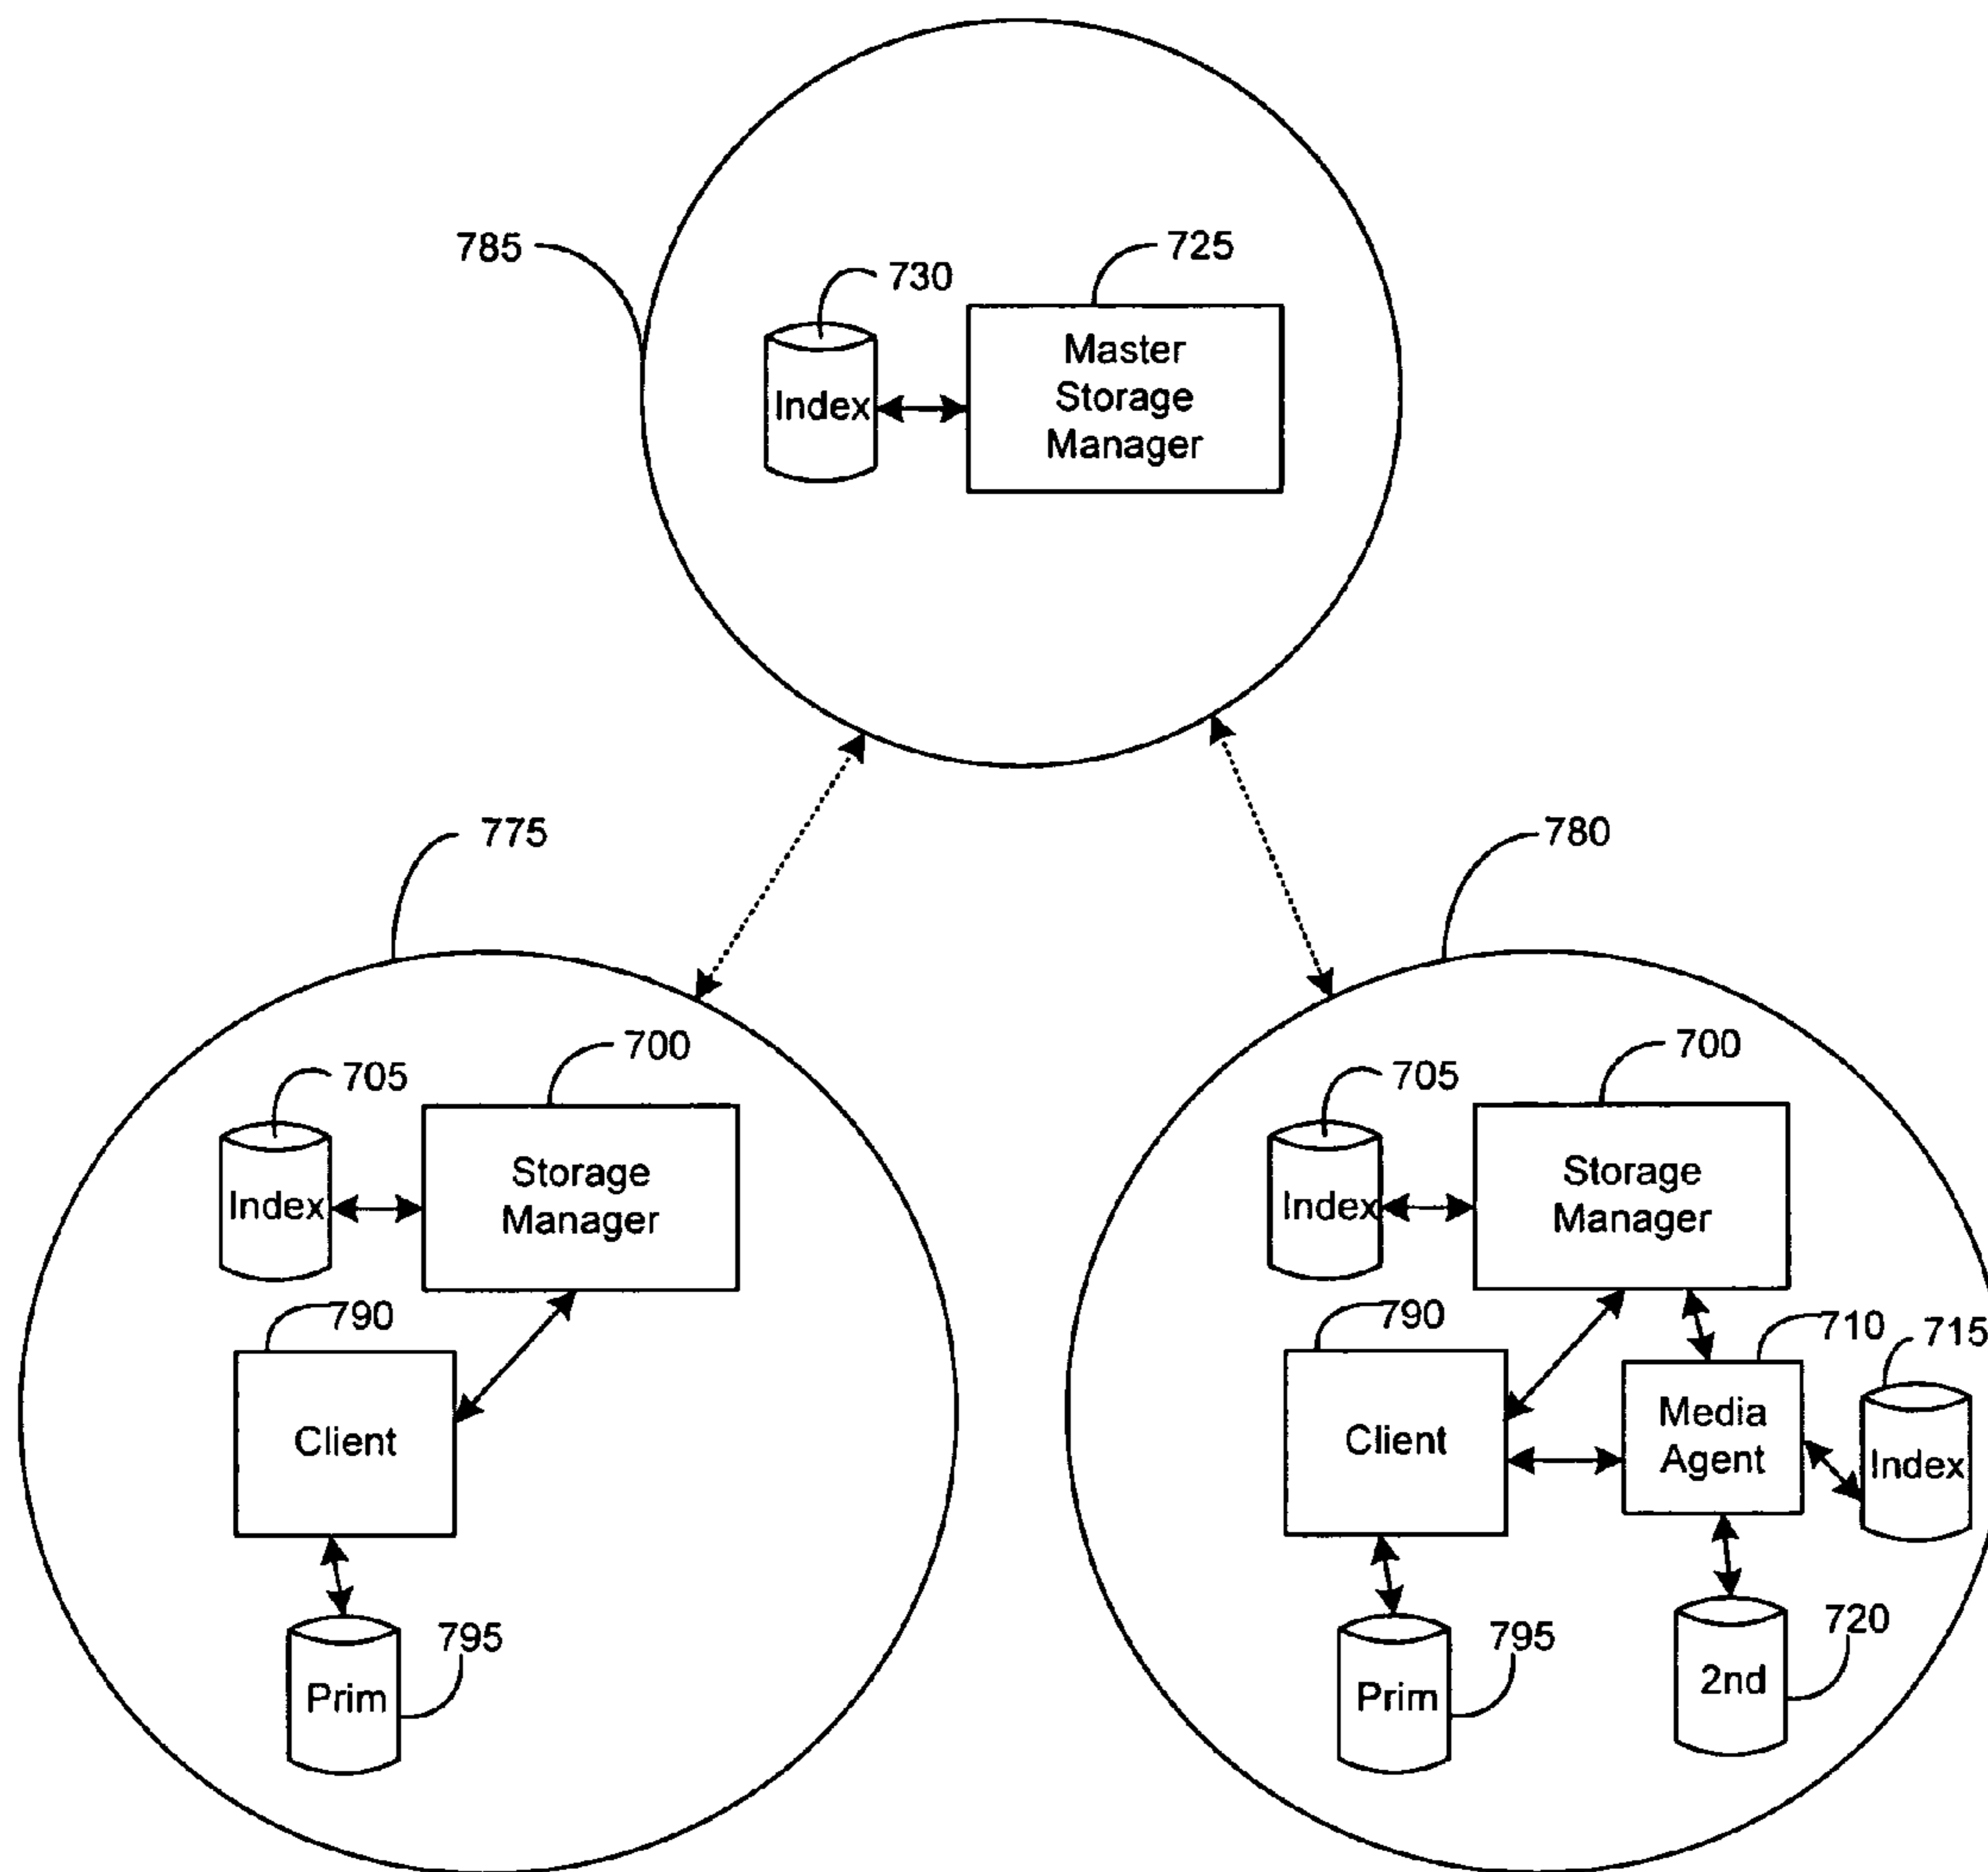 785
730
725
Index
Master
Storage
Manager
775
780
705
700
Index
Storage
Manager
790
Client
795
Prim
705
700
Index
Storage
Manager
790
710
715
Client
Media
Agent
Index
795
720
Prim
2nd